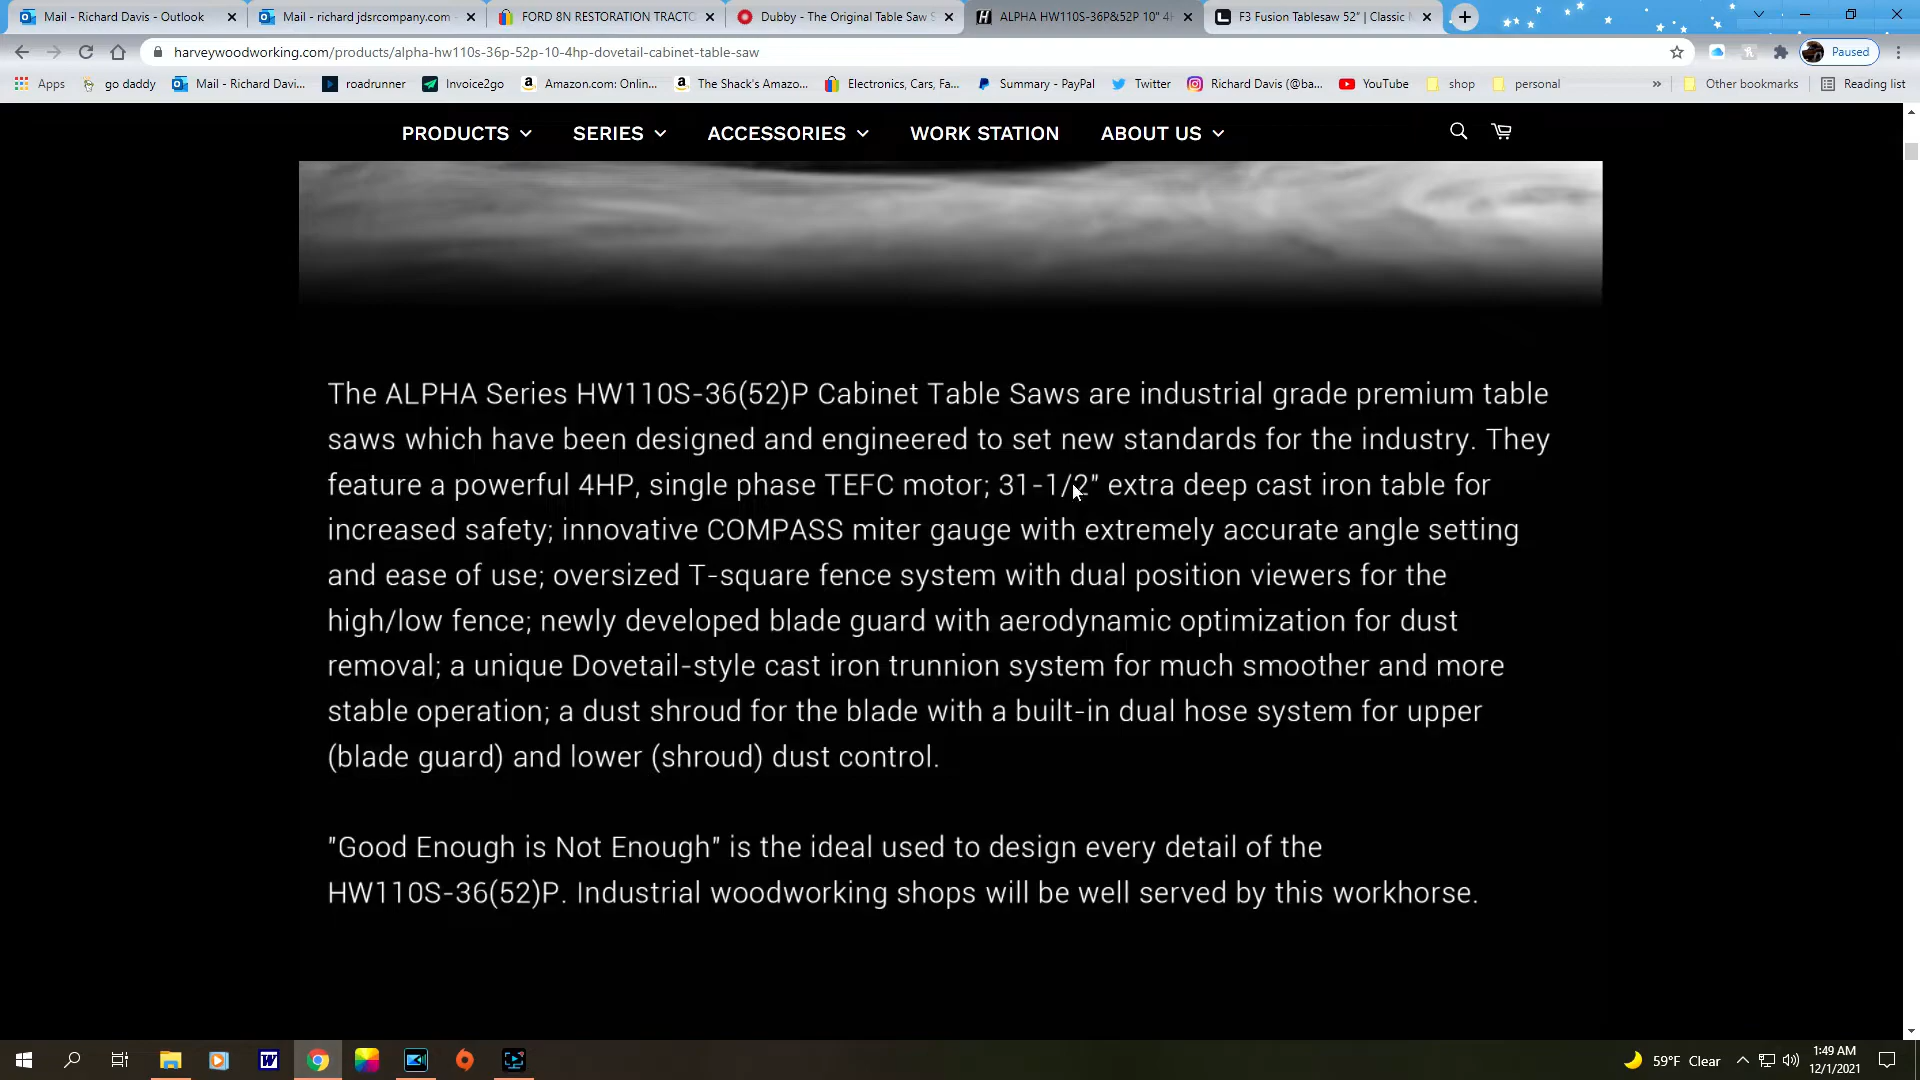 Mail - Richard Davis - Outlook
Mail - richard jdsrcompany.com
FORD 8N RESTORATION TRACTO
Dubby - The Original Table Saw S
ALPHA HW110S-36P&52P 10" 4H
F3 Fusion Tablesaw 52" | Classic M
harveywoodworking.com/products/alpha-hw110s-36p-52p-10-4hp-dovetail-cabinet-table-saw
Paused
Apps
go daddy
Mail - Richard Davi...
roadrunner
Invoice2go
Amazon.com: Onlin...
The Shack's Amazo...
Electronics, Cars, Fa...
Summary - PayPal
Twitter
Richard Davis (@ba...
YouTube
shop
personal
»
Other bookmarks
Reading list
PRODUCTS
SERIES
ACCESSORIES
WORK STATION
ABOUT US
The ALPHA Series HW110S-36(52)P Cabinet Table Saws are industrial grade premium table
saws which have been designed and engineered to set new standards for the industry. They
feature a powerful 4HP, single phase TEFC motor; 31-1/2" extra deep cast iron table for
increased safety; innovative COMPASS miter gauge with extremely accurate angle setting
and ease of use; oversized T-square fence system with dual position viewers for the
high/low fence; newly developed blade guard with aerodynamic optimization for dust
removal; a unique Dovetail-style cast iron trunnion system for much smoother and more
stable operation; a dust shroud for the blade with a built-in dual hose system for upper
(blade guard) and lower (shroud) dust control.
"Good Enough is Not Enough" is the ideal used to design every detail of the
HW110S-36(52)P. Industrial woodworking shops will be well served by this workhorse.
59°F Clear
1:49 AM
12/1/2021